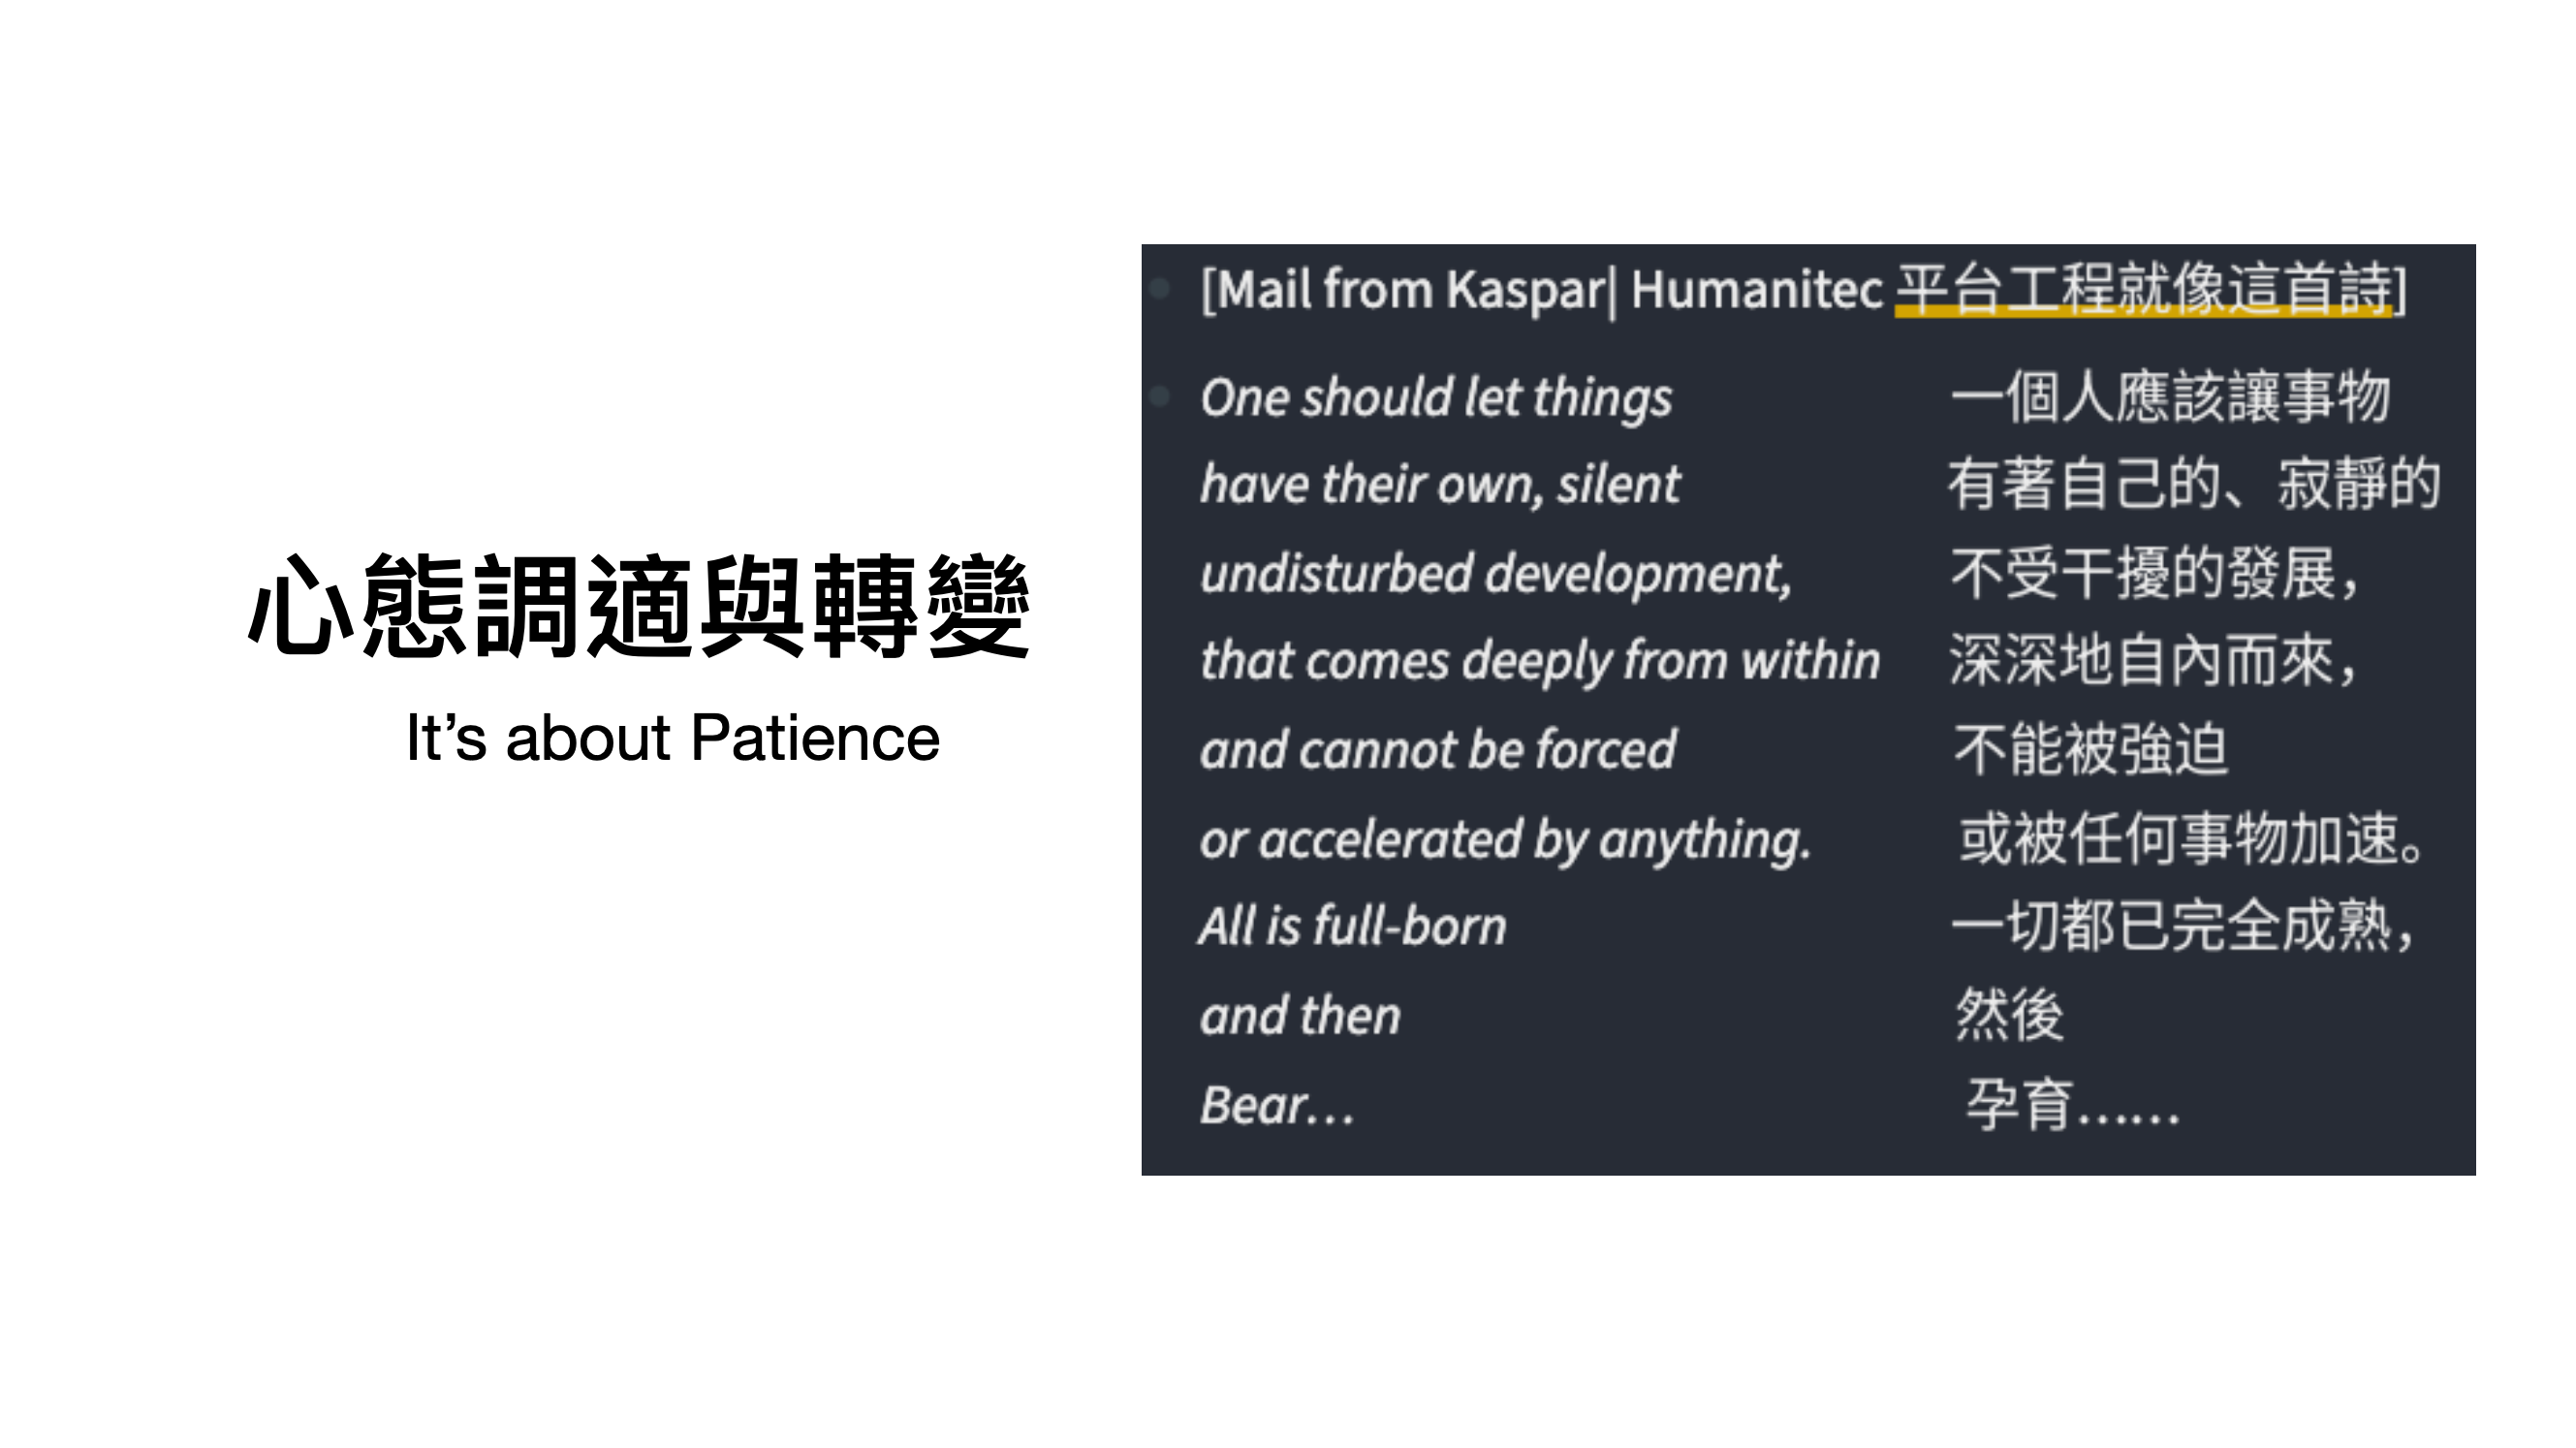 心態調適與轉變
It’s about Patience
[Mail from Kaspar| Humanitec 平台工程就像這首詩]
One should let things 一個人應該讓事物
have their own, silent 有著自己的、寂靜的
undisturbed development, 不受干擾的發展，
that comes deeply from within 深深地自內而來，
and cannot be forced 不能被強迫
or accelerated by anything. 或被任何事物加速。
All is full-born 一切都已完全成熟，
and then 然後
Bear... 孕育……